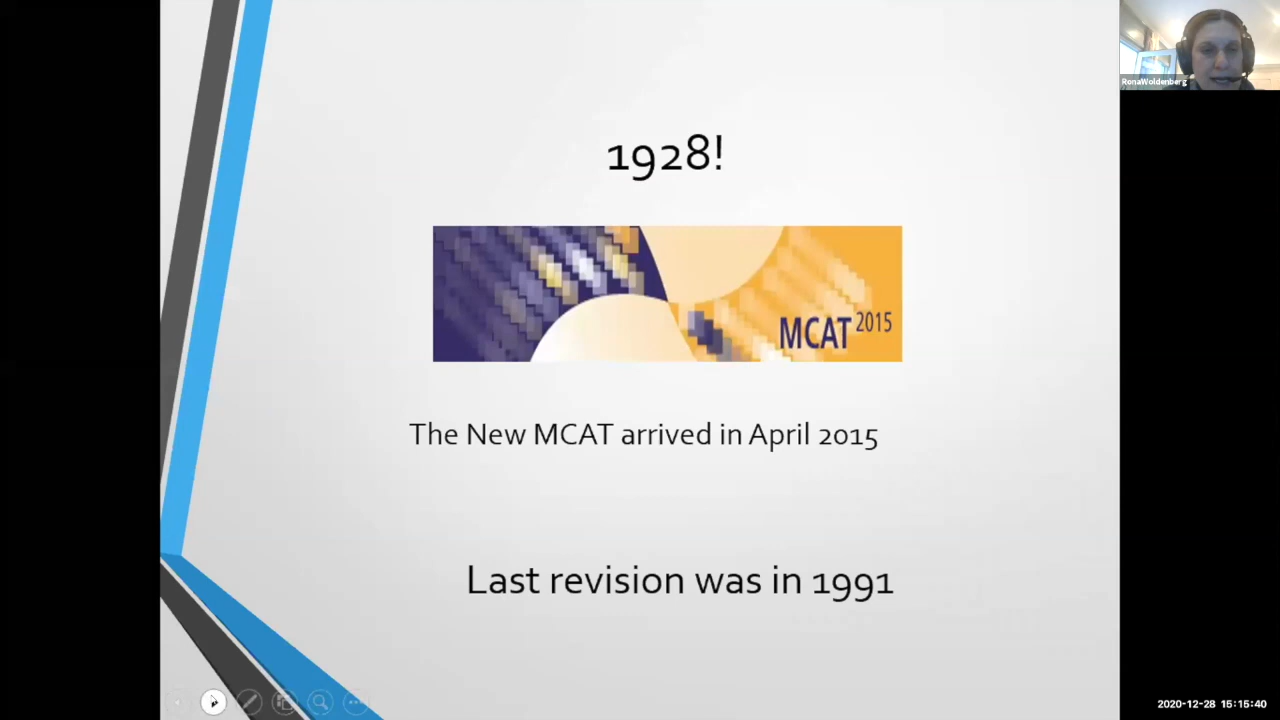 1928!
MCAT 2015
The New MCAT arrived in April 2015
Last revision was in 1991
RonaWoldenberg
2020-12-28 15:15:40